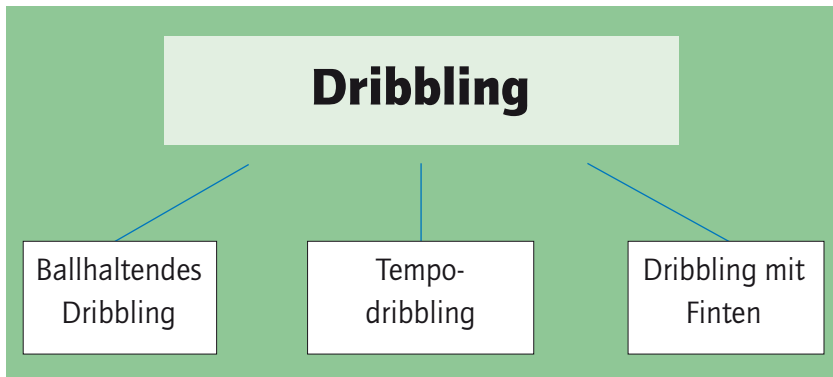 Dribbling
Ballhaltendes
Dribbling
Tempo-
dribbling
Dribbling mit
Finten